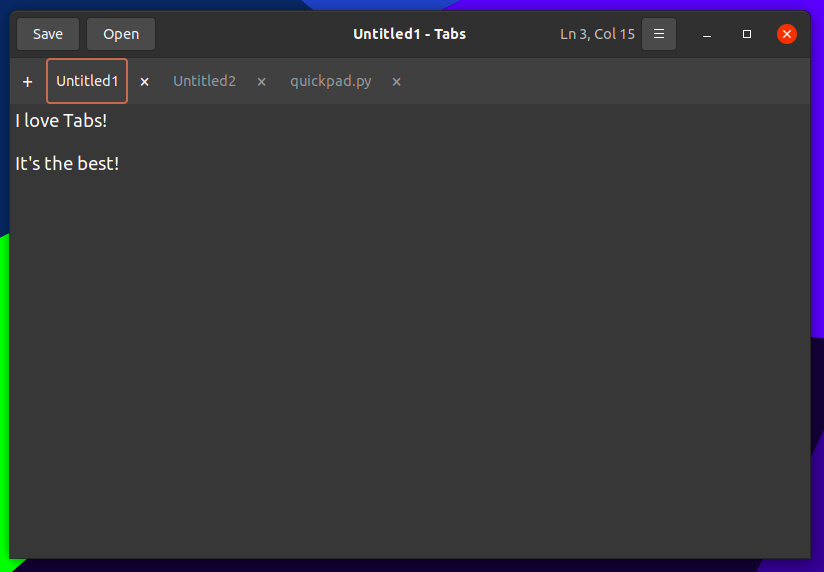 Save Open Untitled1 - Tabs Ln 3, Col 15
+ Untitled1 × Untitled2 × quickpad.py ×
I love Tabs!
It's the best!